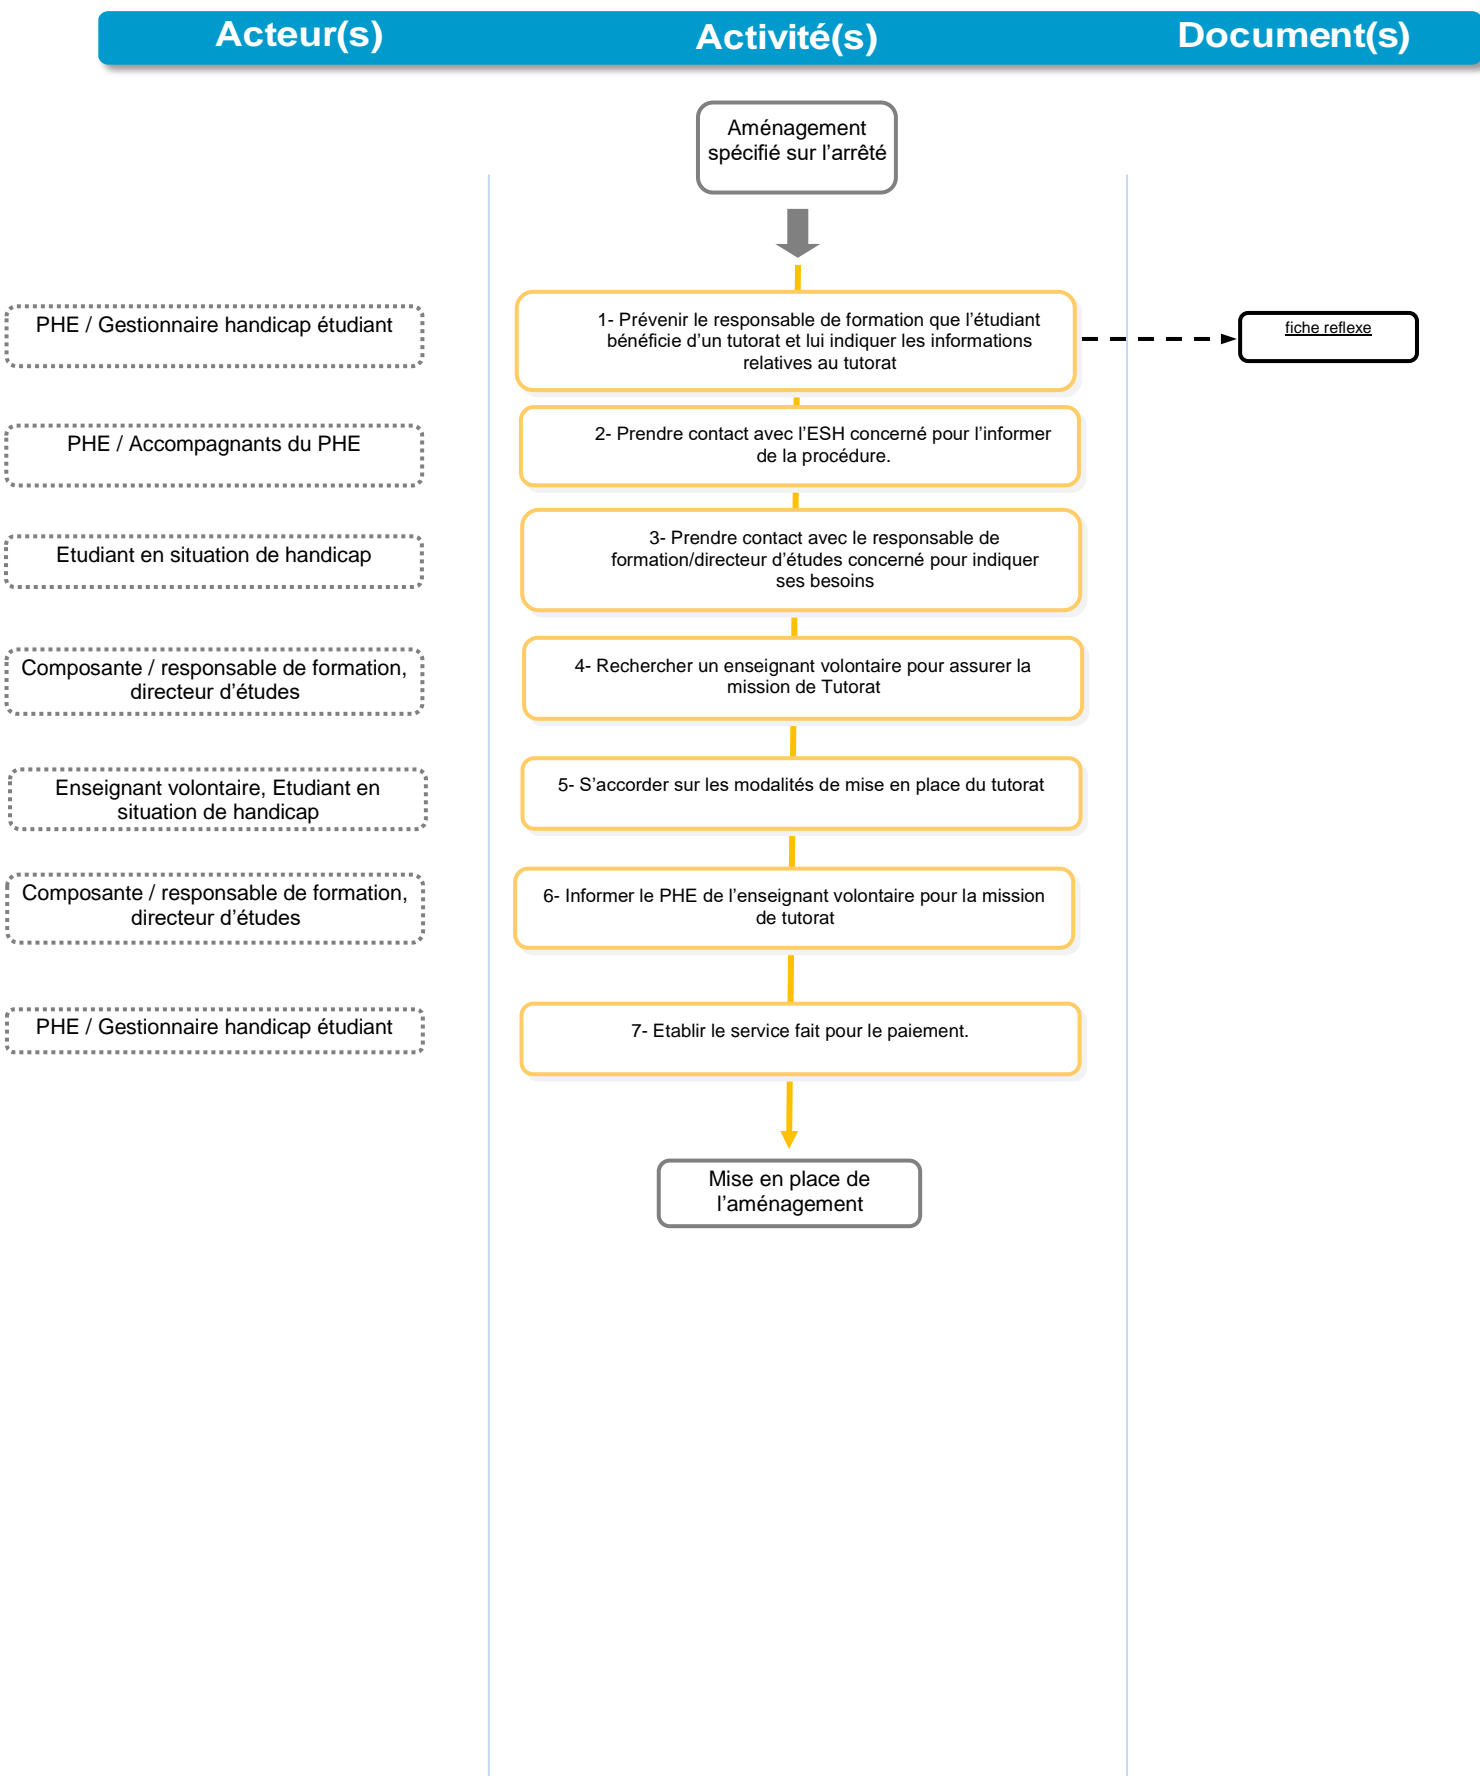 Acteur(s)
Activité(s)
Document(s)
Aménagement
spécifié sur l’arrêté
PHE / Gestionnaire handicap étudiant
1- Prévenir le responsable de formation que l’étudiant
bénéficie d’un tutorat et lui indiquer les informations
relatives au tutorat
fiche reflexe
PHE / Accompagnants du PHE
2- Prendre contact avec l’ESH concerné pour l’informer
de la procédure.
Etudiant en situation de handicap
3- Prendre contact avec le responsable de
formation/directeur d’études concerné pour indiquer
ses besoins
Composante / responsable de formation,
directeur d’études
4- Rechercher un enseignant volontaire pour assurer la
mission de Tutorat
Enseignant volontaire, Etudiant en
situation de handicap
5- S’accorder sur les modalités de mise en place du tutorat
Composante / responsable de formation,
directeur d’études
6- Informer le PHE de l’enseignant volontaire pour la mission
de tutorat
PHE / Gestionnaire handicap étudiant
7- Etablir le service fait pour le paiement.
Mise en place de
l’aménagement